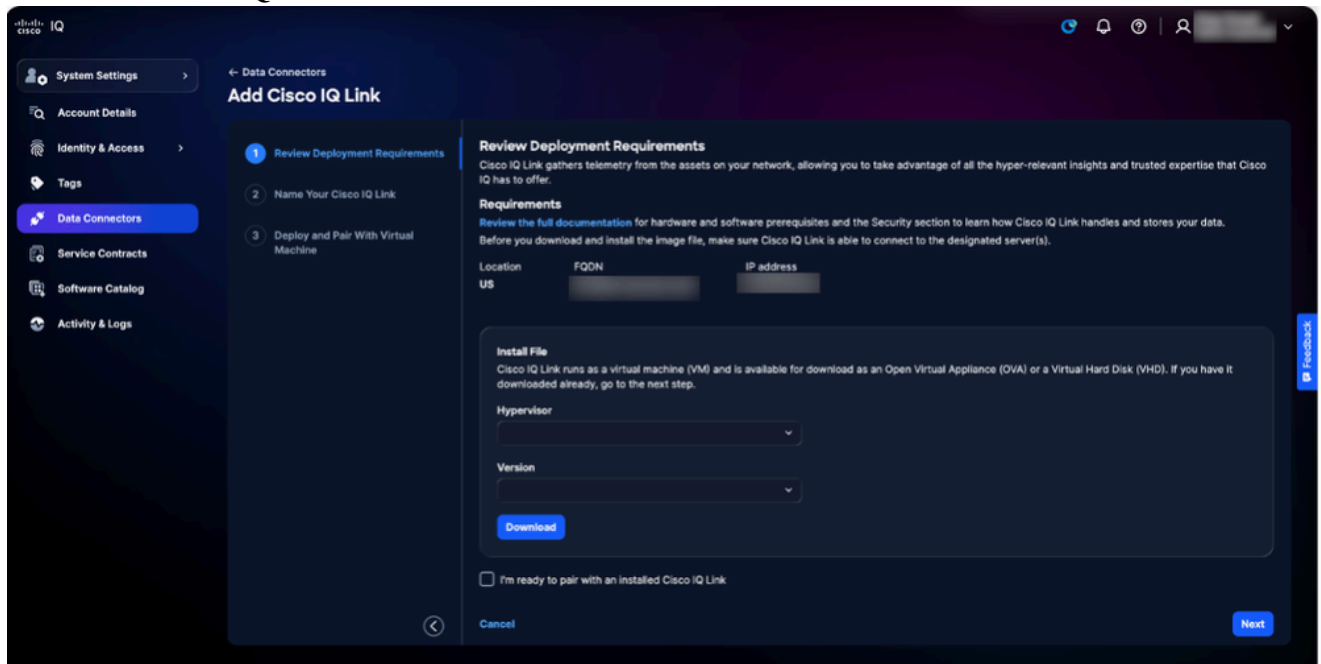 cisco IQ
System Settings
Account Details
Identity & Access
Tags
Data Connectors
Service Contracts
Software Catalog
Activity & Logs
← Data Connectors
Add Cisco IQ Link
1 Review Deployment Requirements
2 Name Your Cisco IQ Link
3 Deploy and Pair With Virtual
Machine
Review Deployment Requirements
Cisco IQ Link gathers telemetry from the assets on your network, allowing you to take advantage of all the hyper-relevant insights and trusted expertise that Cisco
IQ has to offer.
Requirements
Review the full documentation for hardware and software prerequisites and the Security section to learn how Cisco IQ Link handles and stores your data.
Before you download and install the image file, make sure Cisco IQ Link is able to connect to the designated server(s).
Location FQDN IP address
US
Install File
Cisco IQ Link runs as a virtual machine (VM) and is available for download as an Open Virtual Appliance (OVA) or a Virtual Hard Disk (VHD). If you have it
downloaded already, go to the next step.
Hypervisor
Version
Download
I'm ready to pair with an installed Cisco IQ Link
Cancel Next
Feedback